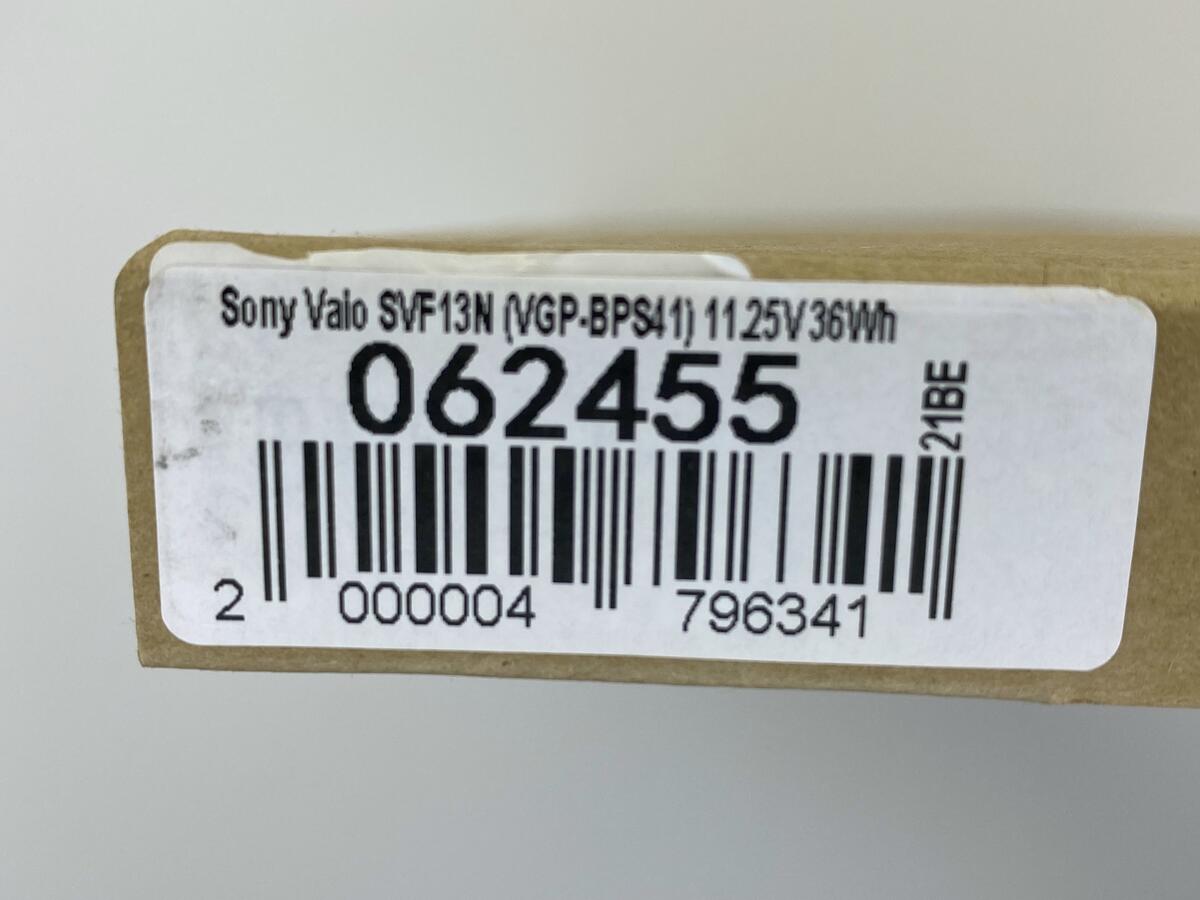 Sony Vaio SVF13N (VGP-BPS41) 11.25V 36Wh
062455
21BE
2 000004 796341